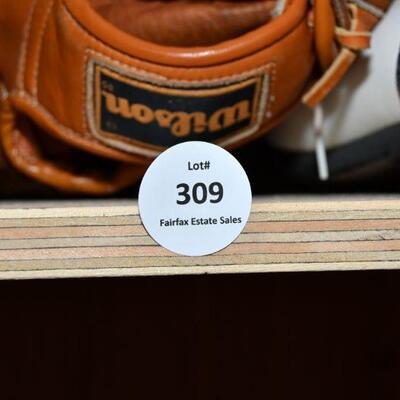 Wilson
Lot#
309
Fairfax Estate Sales